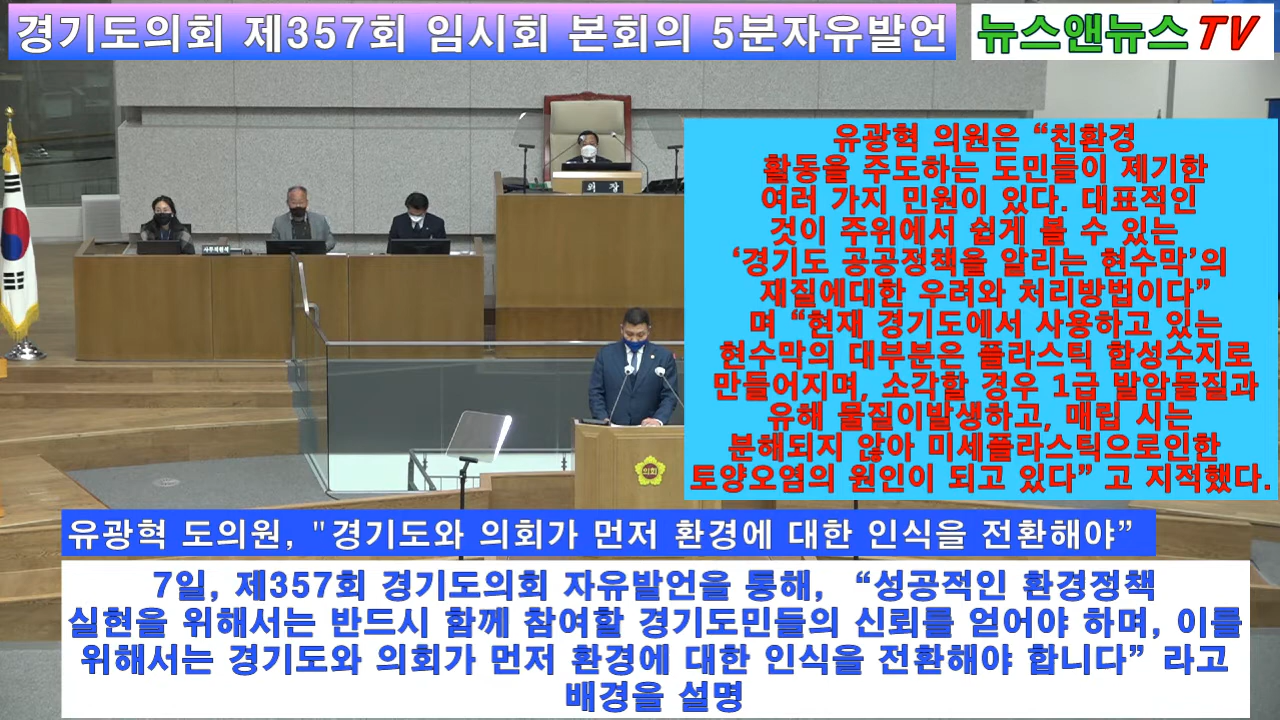 경기도의회 제357회 임시회 본회의 5분자유발언
뉴스앤뉴스TV
유광혁 의원은 “친환경
활동을 주도하는 도민들이 제기한
여러 가지 민원이 있다. 대표적인
것이 주위에서 쉽게 볼 수 있는
‘경기도 공공정책을 알리는 현수막’의
재질에대한 우려와 처리방법이다”
며 “현재 경기도에서 사용하고 있는
현수막의 대부분은 플라스틱 합성수지로
만들어지며, 소각할 경우 1급 발암물질과
유해 물질이발생하고, 매립 시는
분해되지 않아 미세플라스틱으로인한
토양오염의 원인이 되고 있다” 고 지적했다.
의 장
사무처원석
의회
유광혁 도의원, "경기도와 의회가 먼저 환경에 대한 인식을 전환해야”
7일, 제357회 경기도의회 자유발언을 통해, “성공적인 환경정책
실현을 위해서는 반드시 함께 참여할 경기도민들의 신뢰를 얻어야 하며, 이를
위해서는 경기도와 의회가 먼저 환경에 대한 인식을 전환해야 합니다” 라고
배경을 설명